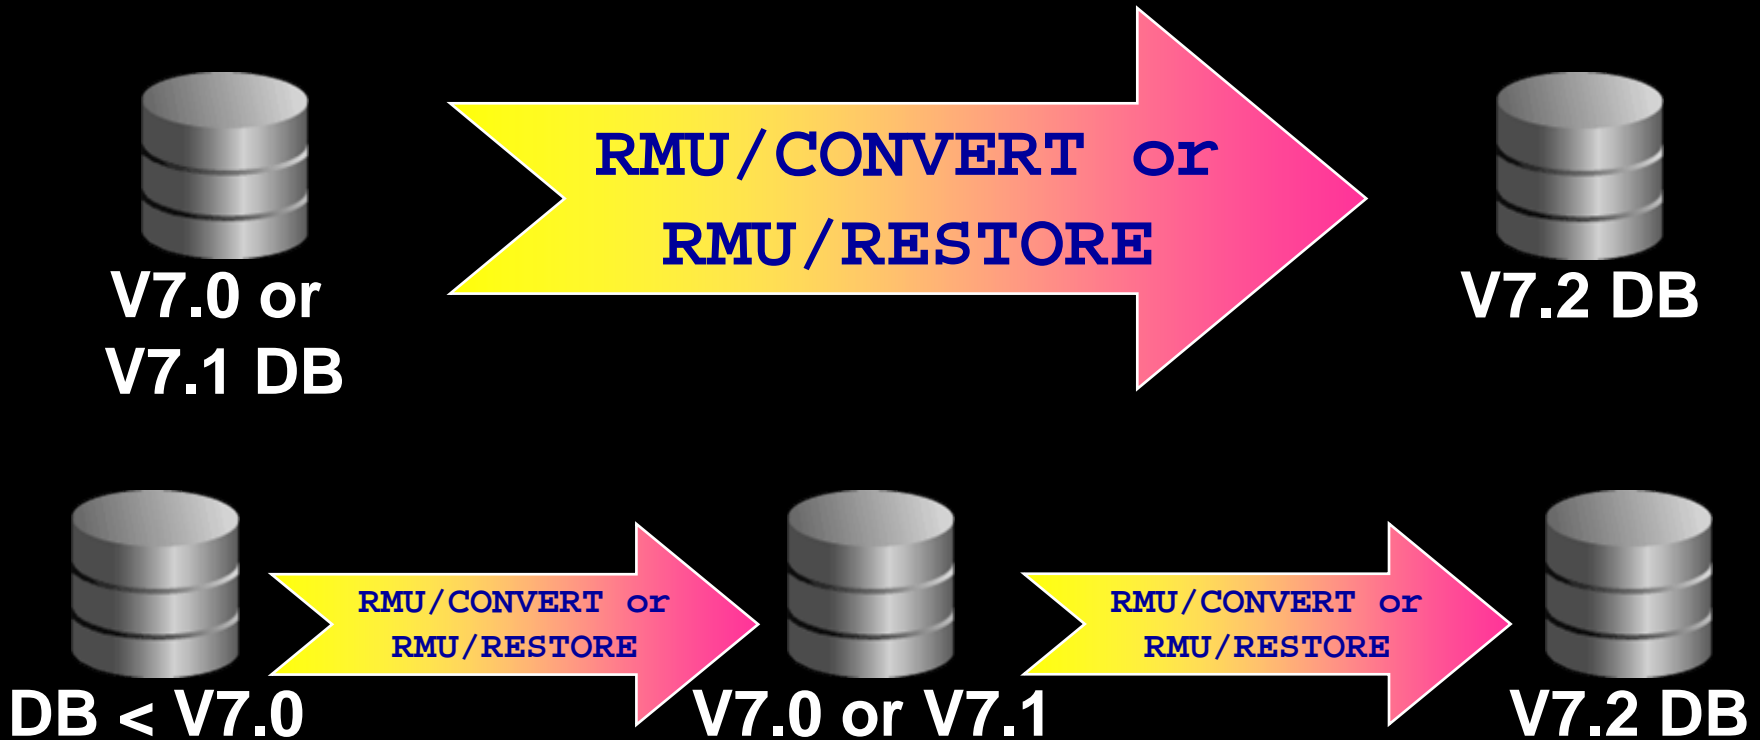 RMU/CONVERT or
RMU/RESTORE
V7.0 or
V7.1 DB
V7.2 DB
RMU/CONVERT or
RMU/RESTORE
RMU/CONVERT or
RMU/RESTORE
DB < V7.0
V7.0 or V7.1
V7.2 DB